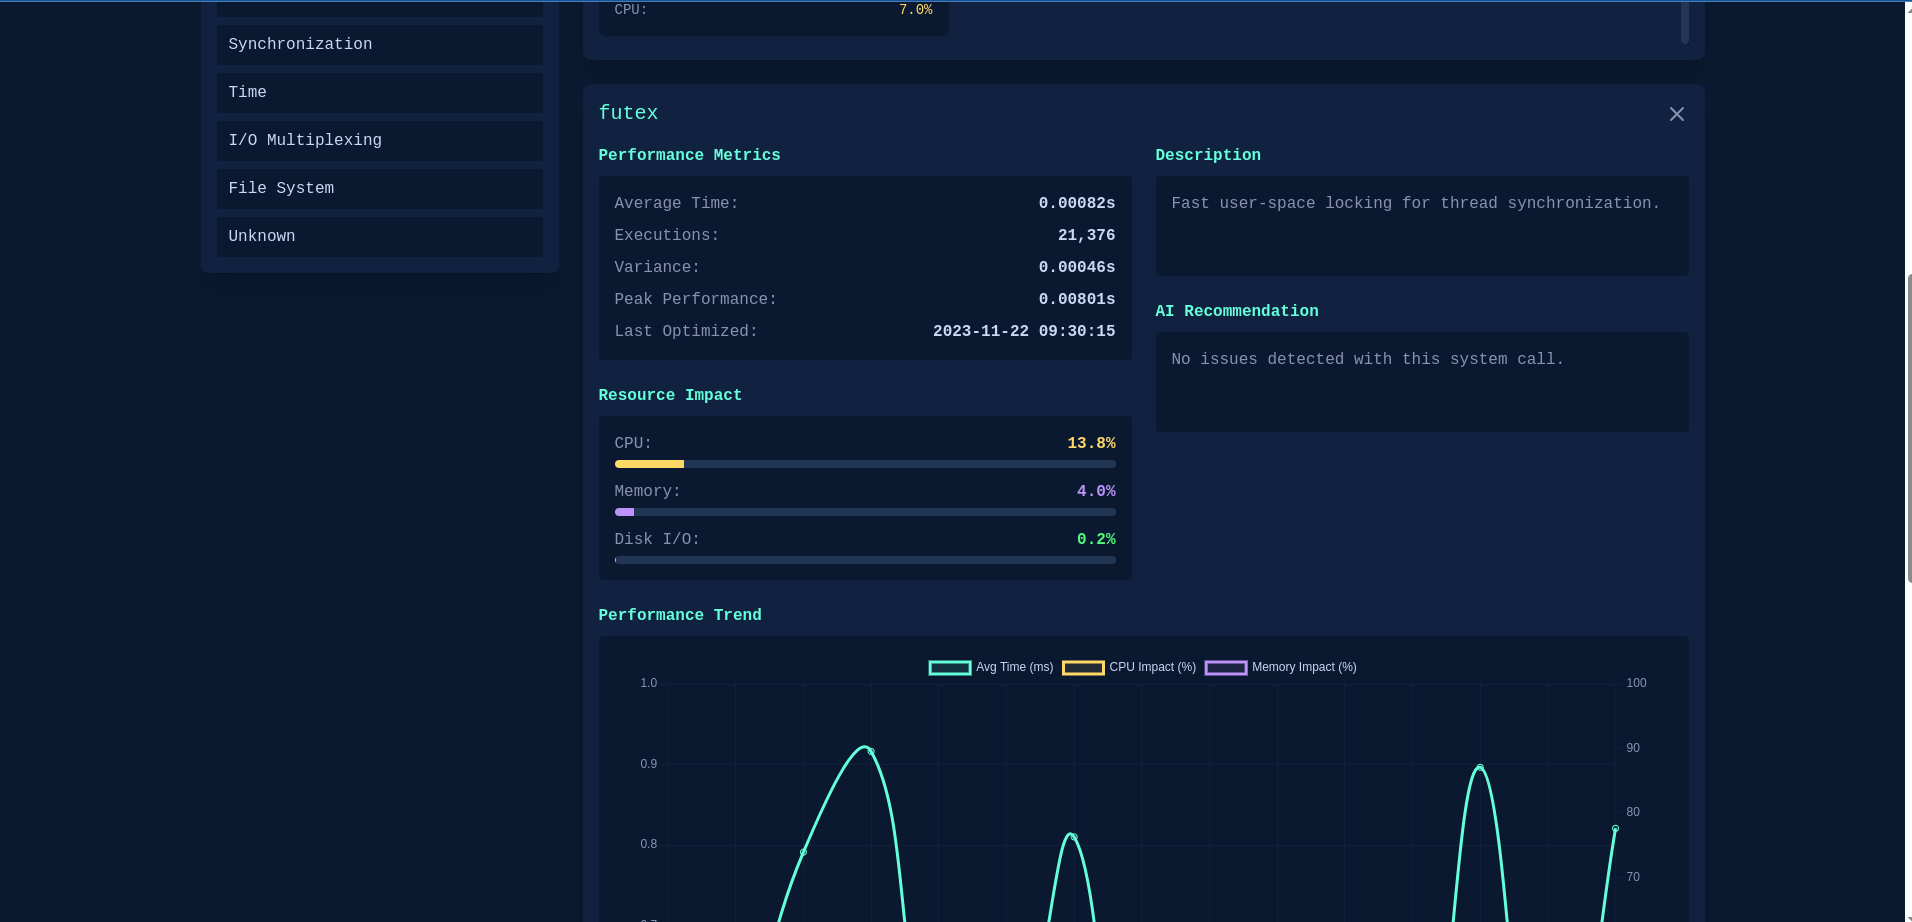 CPU: 7.0%
Synchronization
Time
I/O Multiplexing
File System
Unknown
futex
Performance Metrics
Average Time: 0.00082s
Executions: 21,376
Variance: 0.00046s
Peak Performance: 0.00801s
Last Optimized: 2023-11-22 09:30:15
Resource Impact
CPU: 13.8%
Memory: 4.0%
Disk I/O: 0.2%
Description
Fast user-space locking for thread synchronization.
AI Recommendation
No issues detected with this system call.
Performance Trend
Avg Time (ms) CPU Impact (%) Memory Impact (%)
1.0 100
90
0.9
80
0.8
70